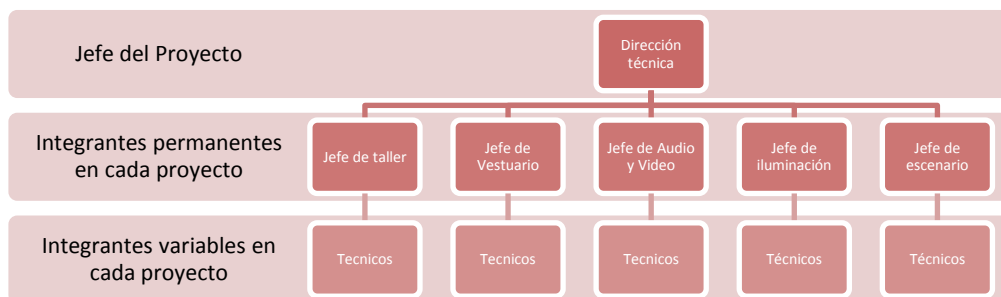 Jefe del Proyecto
Dirección
técnica
Integrantes permanentes
en cada proyecto
Jefe de taller
Jefe de
Vestuario
Jefe de Audio
y Video
Jefe de
iluminación
Jefe de
escenario
Integrantes variables en
cada proyecto
Tecnicos
Tecnicos
Tecnicos
Técnicos
Técnicos